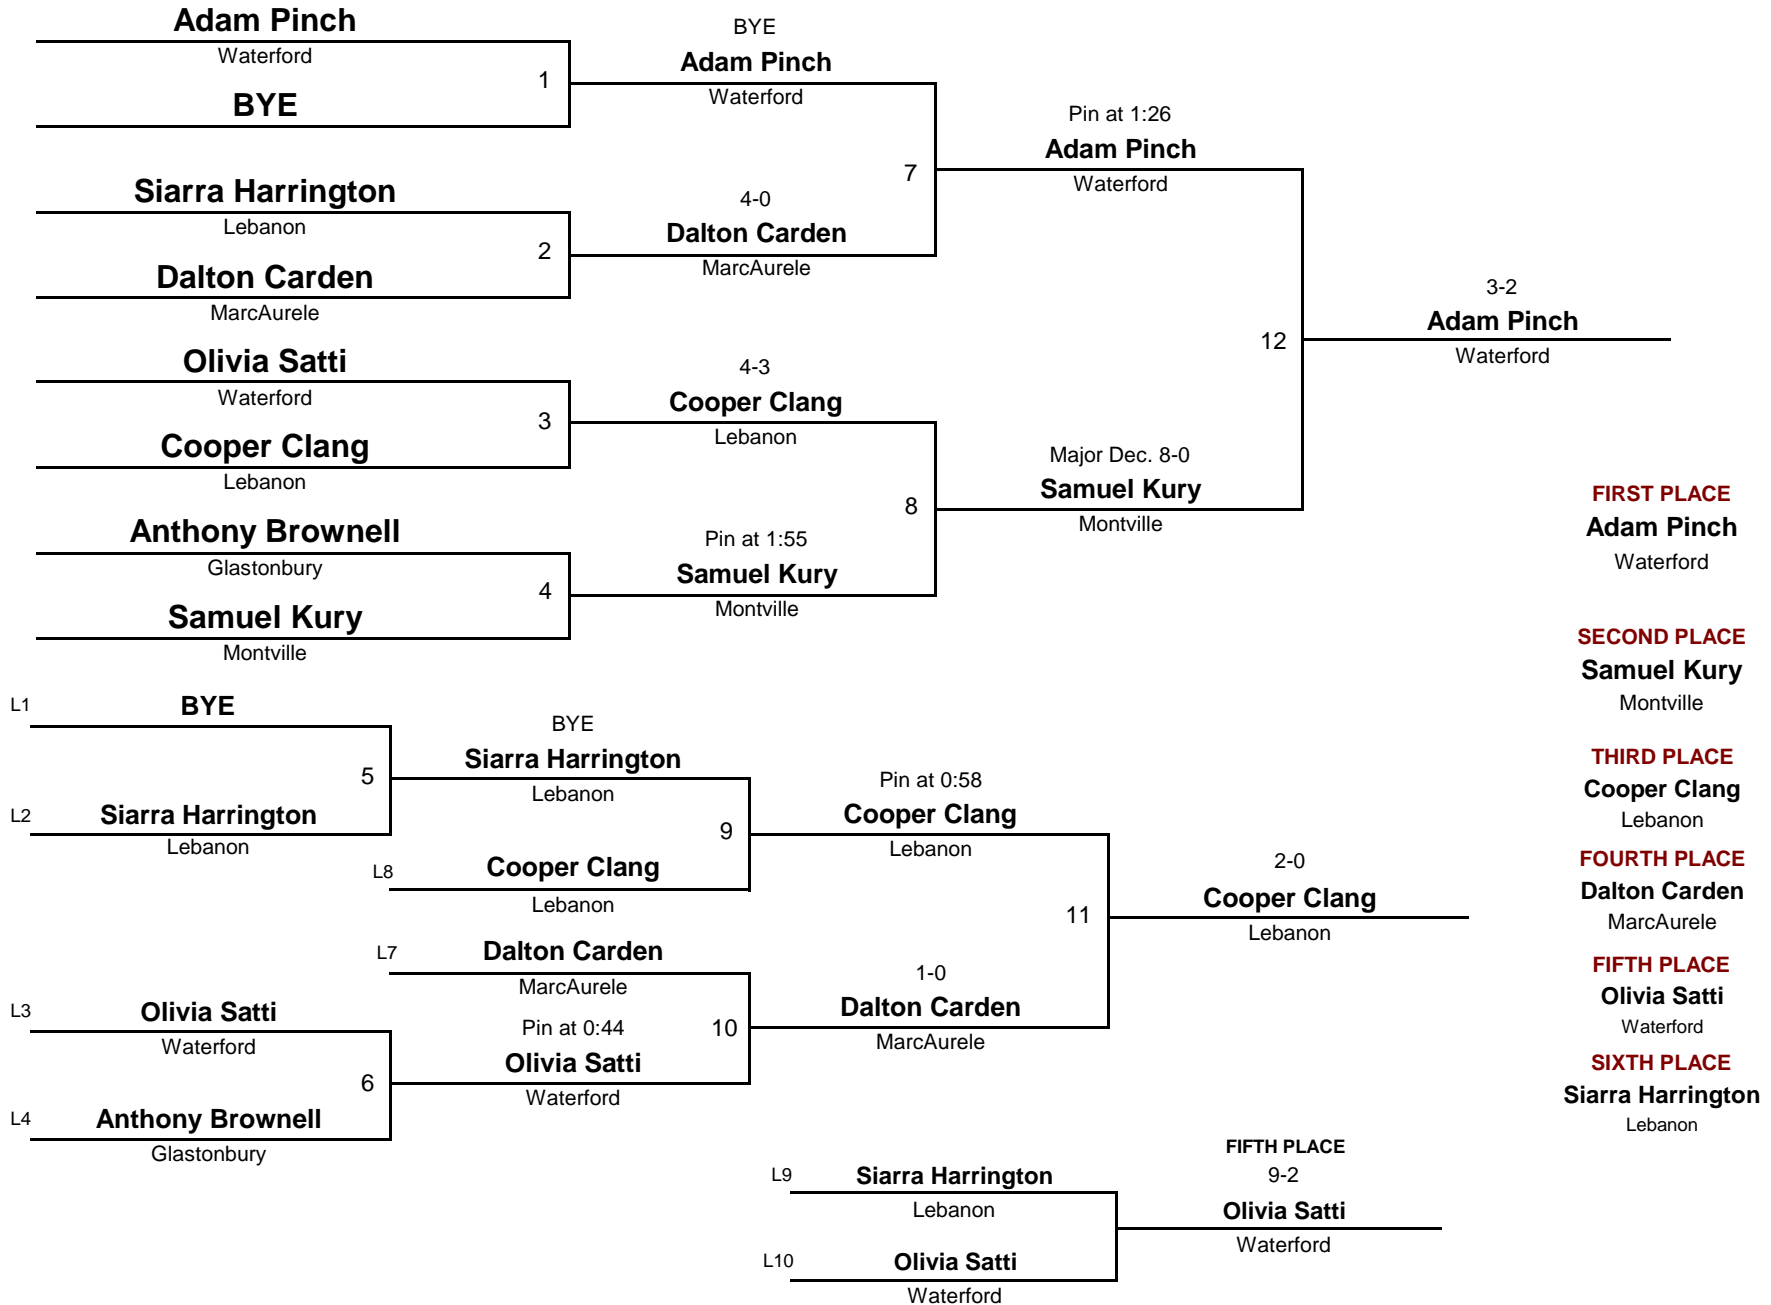 Adam Pinch
Waterford
1
BYE
Siarra Harrington
Lebanon
2
Dalton Carden
MarcAurele
Olivia Satti
Waterford
3
Cooper Clang
Lebanon
Anthony Brownell
Glastonbury
4
Samuel Kury
Montville
BYE
Adam Pinch
Waterford
7
4-0
Dalton Carden
MarcAurele
4-3
Cooper Clang
Lebanon
8
Pin at 1:55
Samuel Kury
Montville
Pin at 1:26
Adam Pinch
Waterford
12
Major Dec. 8-0
Samuel Kury
Montville
3-2
Adam Pinch
Waterford
FIRST PLACE
Adam Pinch
Waterford
SECOND PLACE
Samuel Kury
Montville
THIRD PLACE
Cooper Clang
Lebanon
FOURTH PLACE
Dalton Carden
MarcAurele
FIFTH PLACE
Olivia Satti
Waterford
SIXTH PLACE
Siarra Harrington
Lebanon
L1
BYE
5
L2
Siarra Harrington
Lebanon
L3
Olivia Satti
Waterford
6
L4
Anthony Brownell
Glastonbury
BYE
Siarra Harrington
Lebanon
9
L8
Cooper Clang
Lebanon
L7
Dalton Carden
MarcAurele
10
Pin at 0:44
Olivia Satti
Waterford
Pin at 0:58
Cooper Clang
Lebanon
11
1-0
Dalton Carden
MarcAurele
2-0
Cooper Clang
Lebanon
L9
Siarra Harrington
Lebanon
L10
Olivia Satti
Waterford
FIFTH PLACE
9-2
Olivia Satti
Waterford